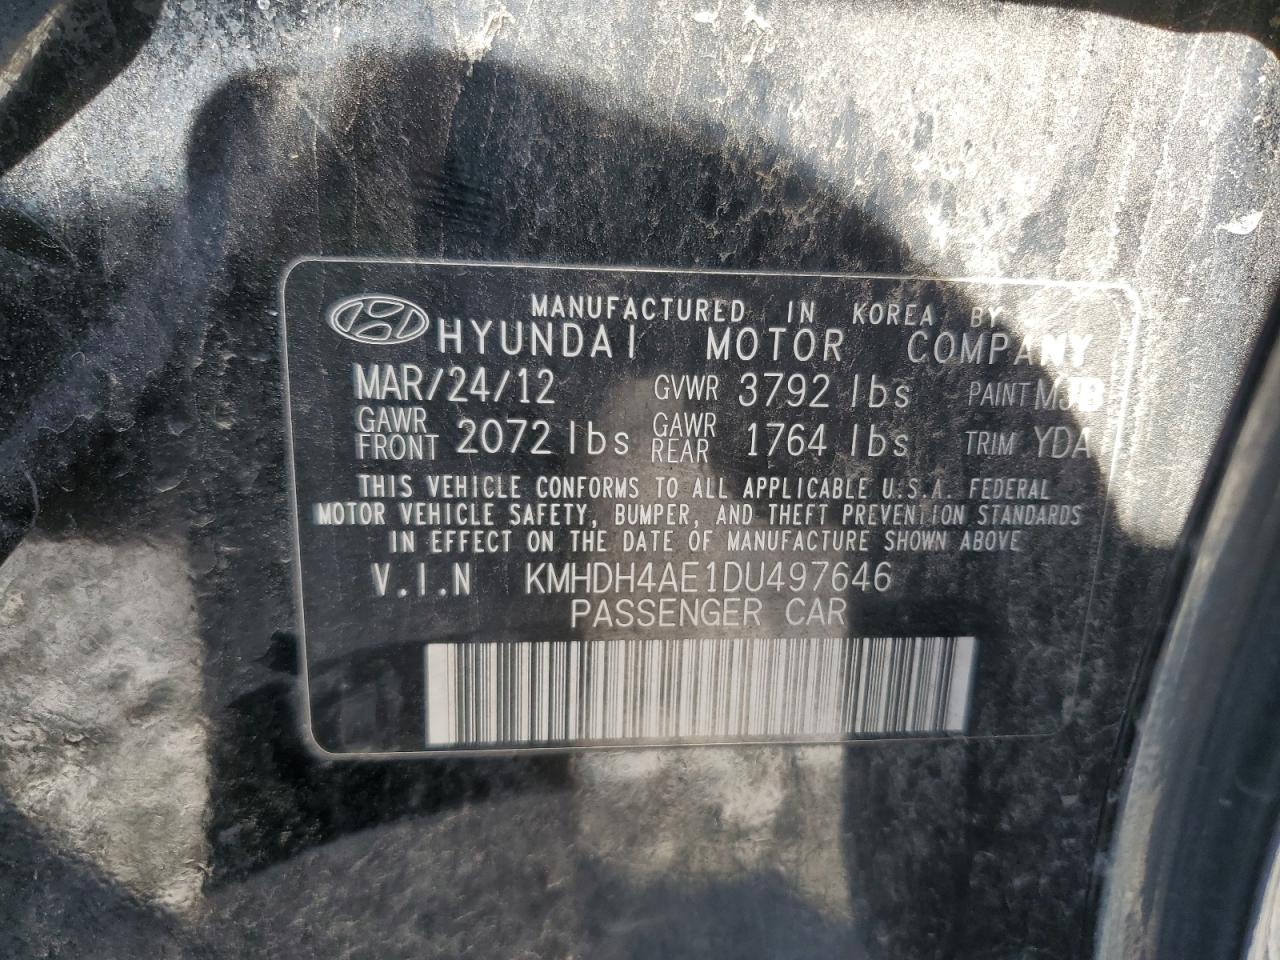 MANUFACTURED IN KOREA BY
HYUNDAI MOTOR COMPANY
MAR/24/12 GVWR 3792 lbs PAINT
GAWR FRONT 2072 lbs GAWR REAR 1764 lbs TRIM YDA
THIS VEHICLE CONFORMS TO ALL APPLICABLE U.S.A. FEDERAL
MOTOR VEHICLE SAFETY, BUMPER, AND THEFT PREVENTION STANDARDS
IN EFFECT ON THE DATE OF MANUFACTURE SHOWN ABOVE
V.I.N KMHDH4AE1DU497646
PASSENGER CAR